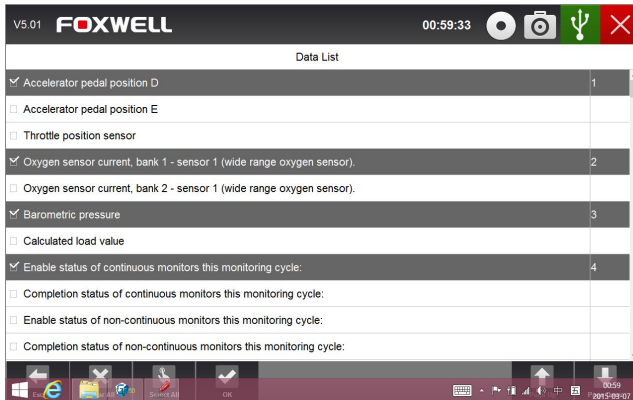 V5.01 FOXWELL 00:59:33
Data List
Accelerator pedal position D 1
Accelerator pedal position E
Throttle position sensor
Oxygen sensor current, bank 1 - sensor 1 (wide range oxygen sensor). 2
Oxygen sensor current, bank 2 - sensor 1 (wide range oxygen sensor).
Barometric pressure 3
Calculated load value
Enable status of continuous monitors this monitoring cycle: 4
Completion status of continuous monitors this monitoring cycle:
Enable status of non-continuous monitors this monitoring cycle:
Completion status of non-continuous monitors this monitoring cycle:
Select All OK
中 00:59
2015-03-07